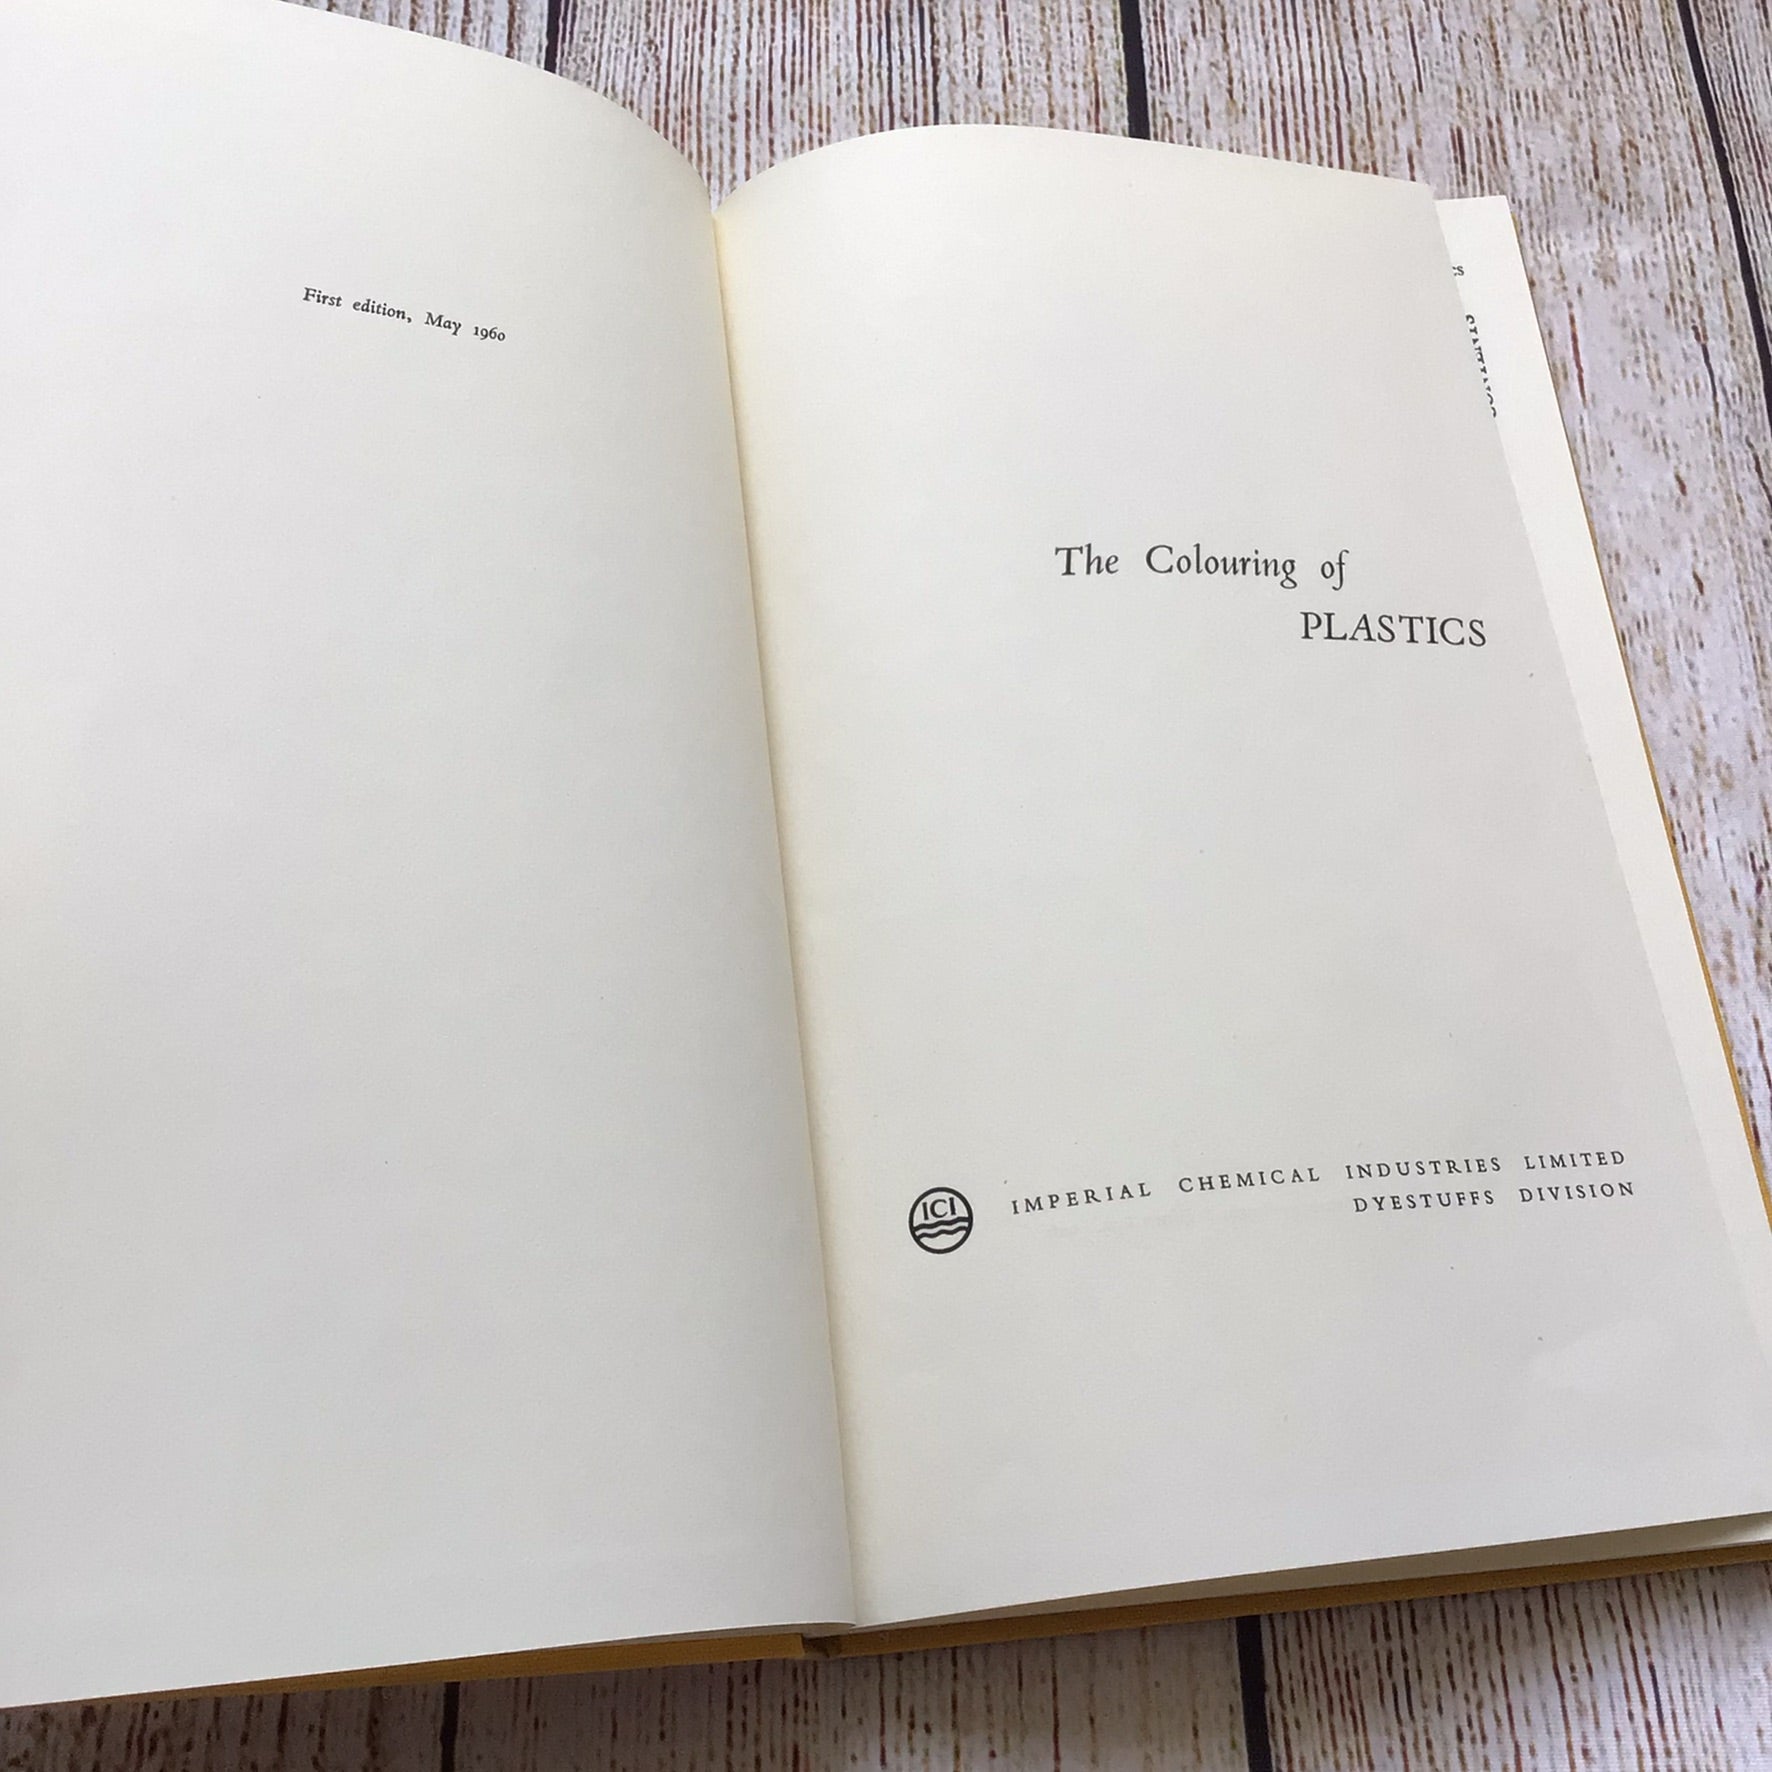 First edition, May 1960
The Colouring of
PLASTICS
ICI
IMPERIAL CHEMICAL INDUSTRIES LIMITED
DYESTUFFS DIVISION